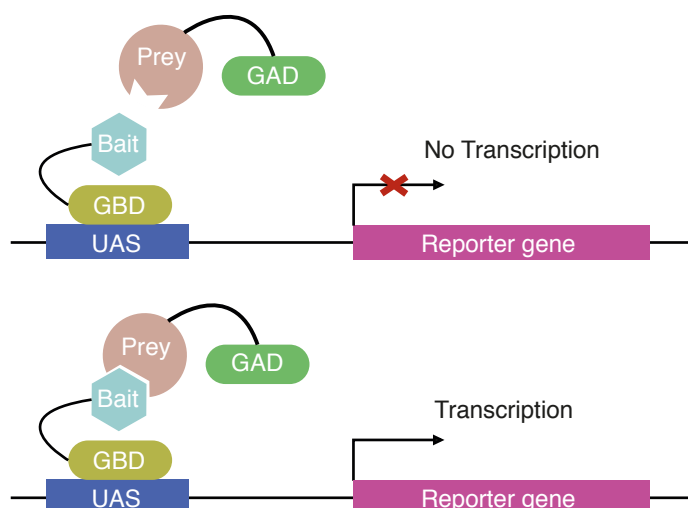 Prey
GAD
Bait
No Transcription
GBD
UAS
Reporter gene
Prey
GAD
Bait
Transcription
GBD
UAS
Reporter gene